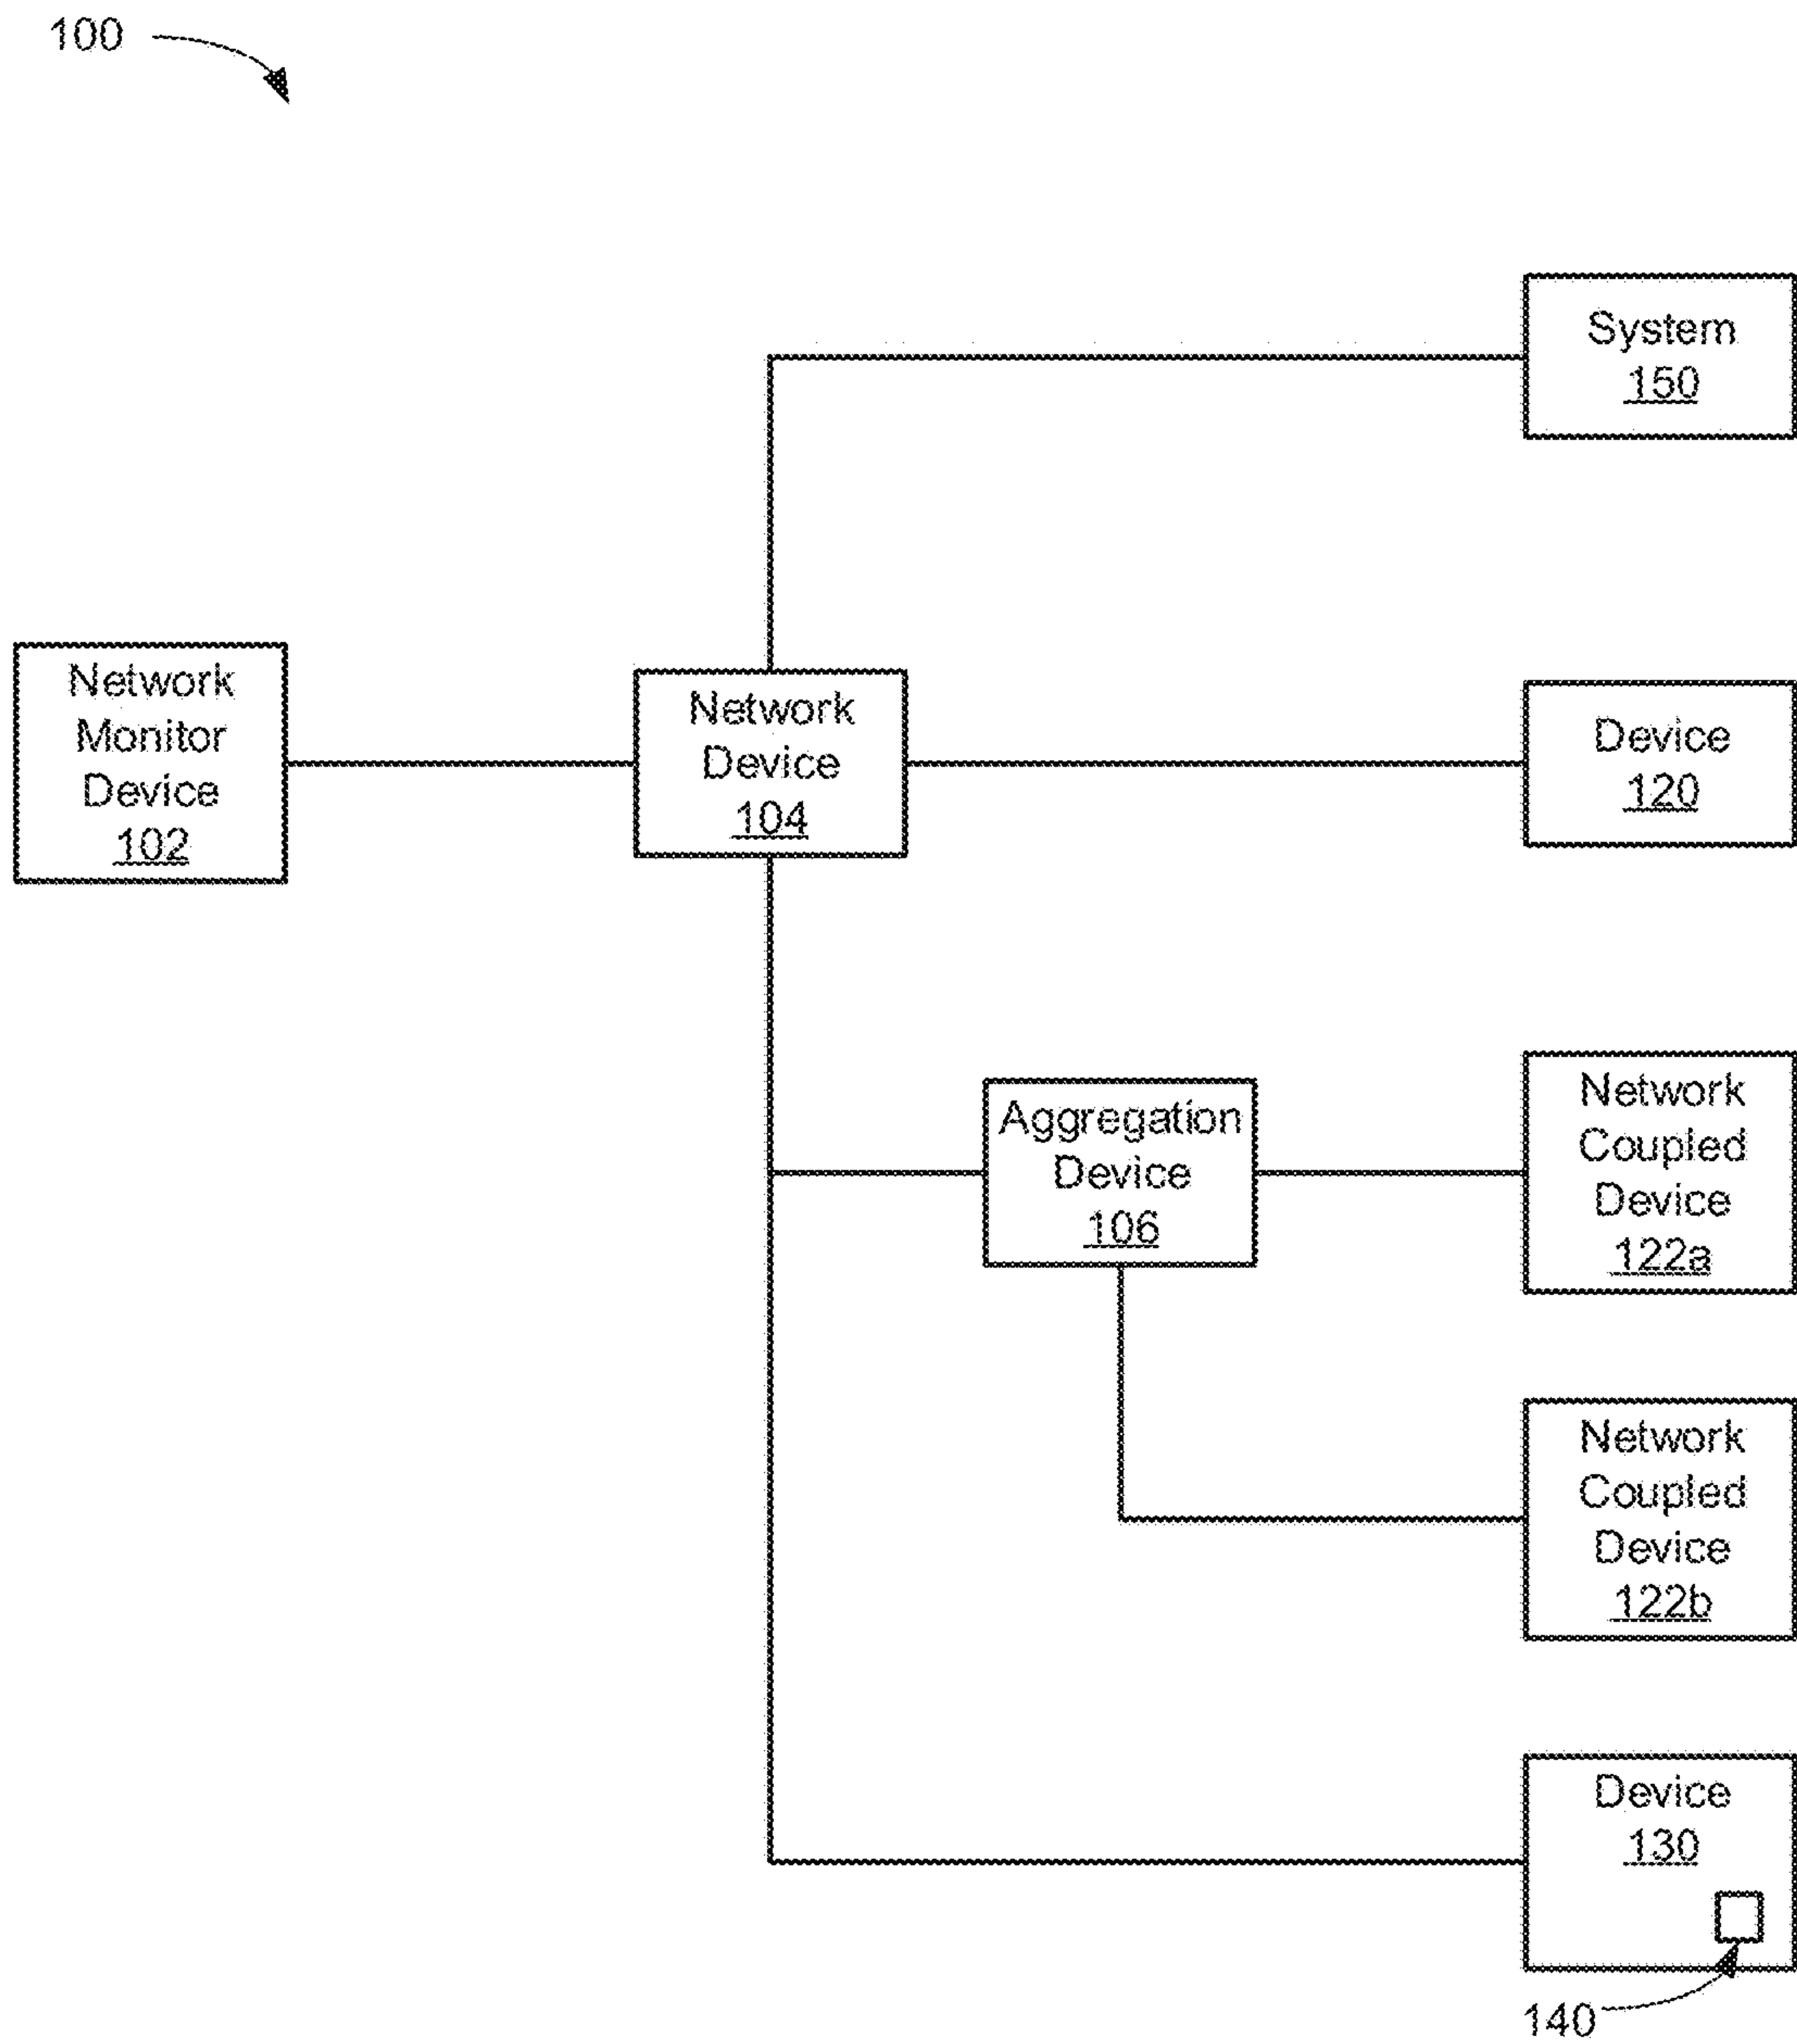 100
System
150
Network
Monitor
Device
102
Network
Device
104
Device
120
Aggregation
Device
106
Network
Coupled
Device
122a
Network
Coupled
Device
122b
Device
130
140